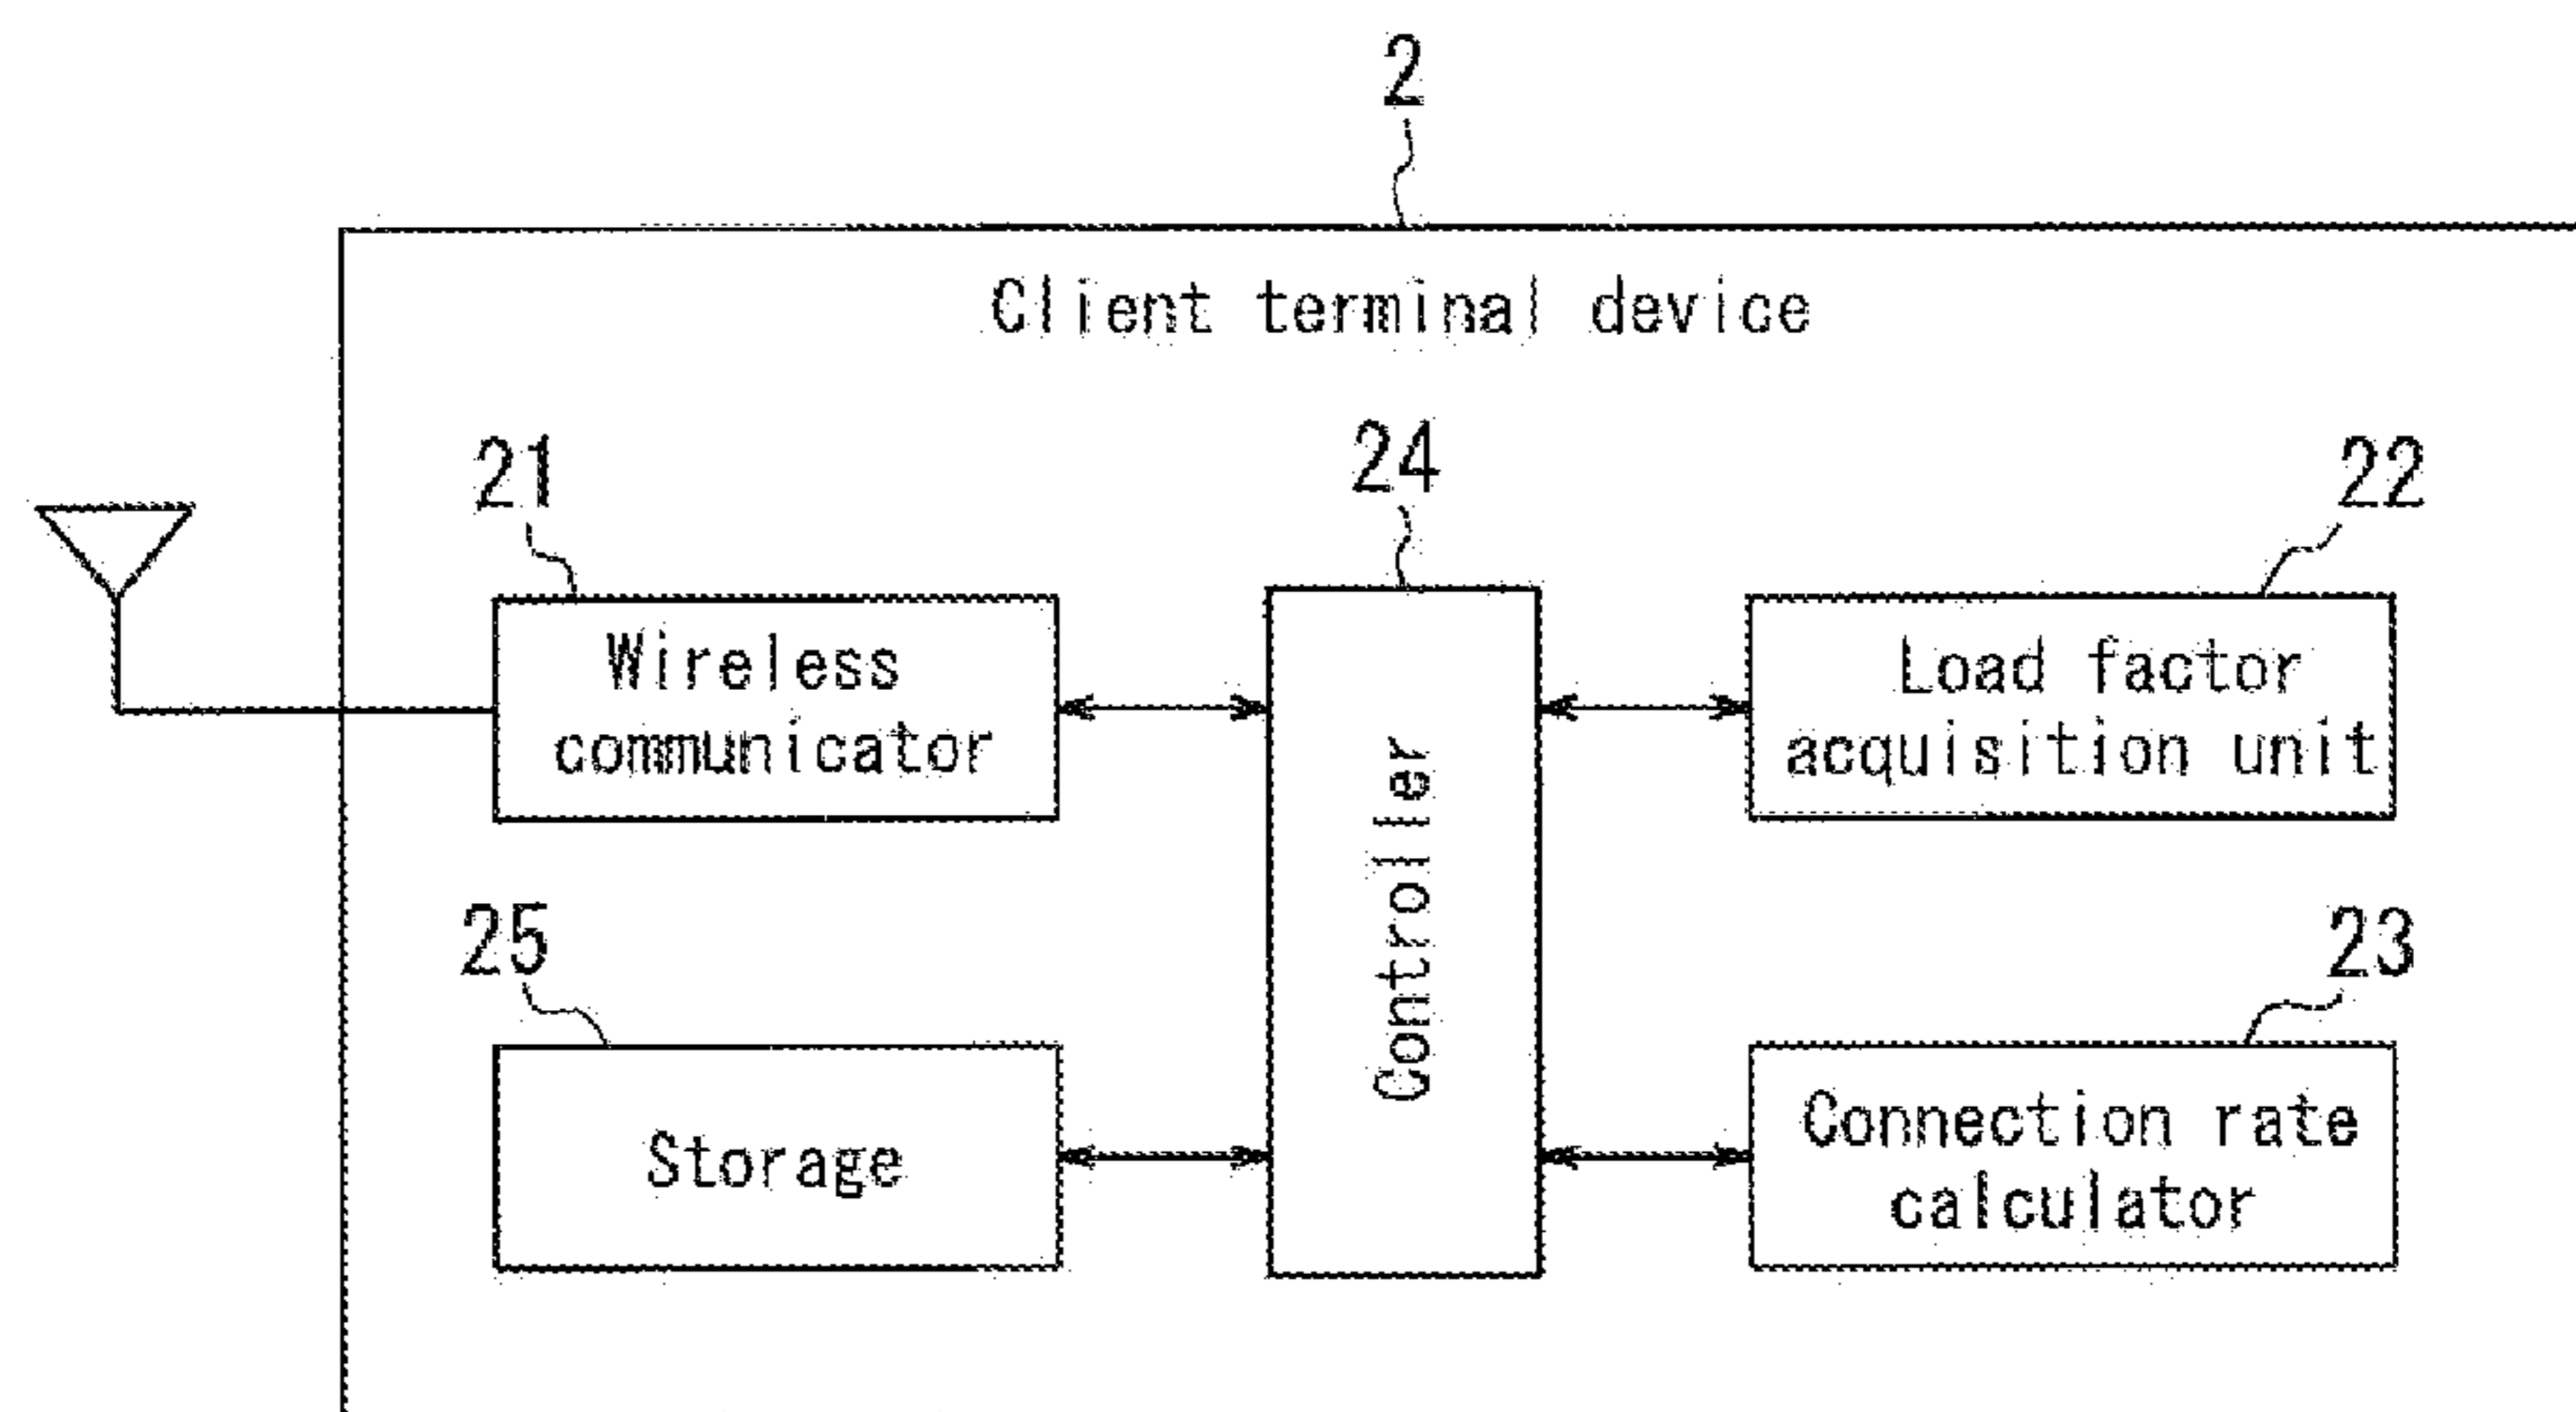 2
Client terminal device
21
24
22
Wireless
communicator
Controller
Load factor
acquisition unit
25
23
Storage
Connection rate
calculator